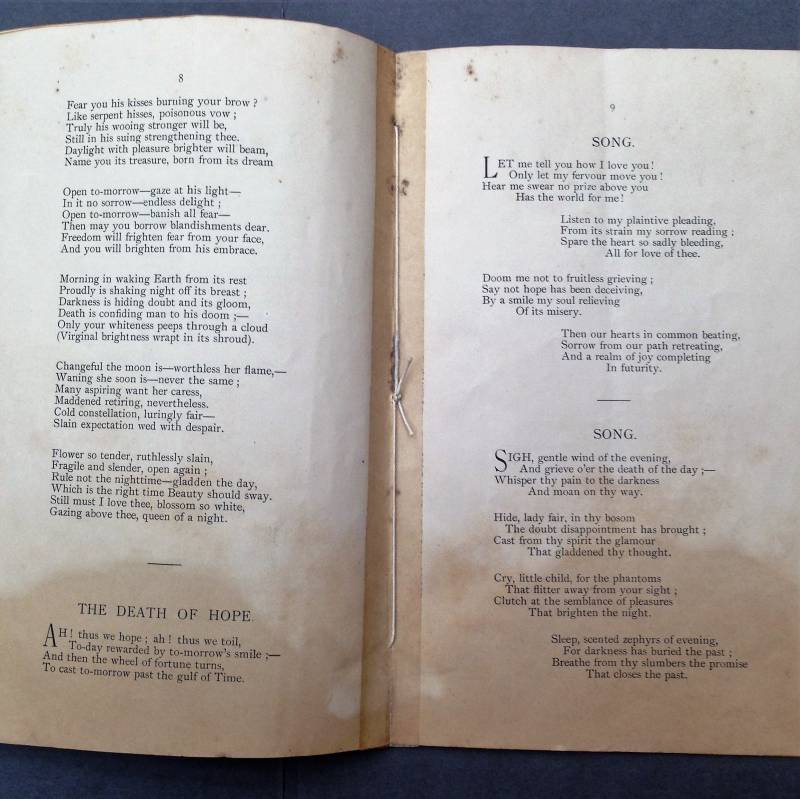 8
Fear you his kisses burning your brow ?
Like serpent hisses, poisonous vow ;
Truly his wooing stronger will be,
Still in his suing strengthening thee.
Daylight with pleasure brighter will beam,
Name you its treasure, born from its dream
Open to-morrow—gaze at his light—
In it no sorrow—endless delight ;
Open to-morrow—banish all fear—
Then may you borrow blandishments dear.
Freedom will frighten fear from your face,
And you will brighten from his embrace.
Morning in waking Earth from its rest
Proudly is shaking night off its breast ;
Darkness is hiding doubt and its gloom,
Death is confiding man to his doom ;—
Only your whiteness peeps through a cloud
(Virginal brightness wrapt in its shroud).
Changeful the moon is—worthless her flame,—
Waning she soon is—never the same ;
Many aspiring want her caress,
Maddened retiring, nevertheless.
Cold constellation, luringly fair—
Slain expectation wed with despair.
Flower so tender, ruthlessly slain,
Fragile and slender, open again ;
Rule not the nighttime—gladden the day,
Which is the right time Beauty should sway.
Still must I love thee, blossom so white,
Gazing above thee, queen of a night.
THE DEATH OF HOPE.
AH! thus we hope ; ah! thus we toil,
To-day rewarded by to-morrow's smile ;—
And then the wheel of fortune turns,
To cast to-morrow past the gulf of Time.
9
SONG.
LET me tell you how I love you!
Only let my fervour move you!
Hear me swear no prize above you
Has the world for me!
Listen to my plaintive pleading,
From its strain my sorrow reading ;
Spare the heart so sadly bleeding,
All for love of thee.
Doom me not to fruitless grieving ;
Say not hope has been deceiving,
By a smile my soul relieving
Of its misery.
Then our hearts in common beating,
Sorrow from our path retreating,
And a realm of joy completing
In futurity.
SONG.
SIGH, gentle wind of the evening,
And grieve o'er the death of the day ;—
Whisper thy pain to the darkness
And moan on thy way.
Hide, lady fair, in thy bosom
The doubt disappointment has brought ;
Cast from thy spirit the glamour
That gladdened thy thought.
Cry, little child, for the phantoms
That flitter away from your sight ;
Clutch at the semblance of pleasures
That brighten the night.
Sleep, scented zephyrs of evening,
For darkness has buried the past ;
Breathe from thy slumbers the promise
That closes the past.